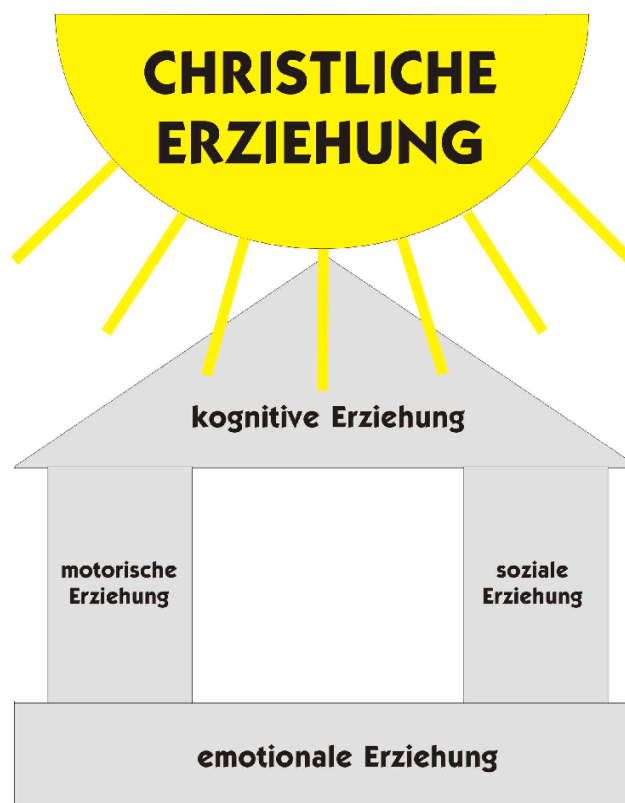 CHRISTLICHE
ERZIEHUNG
kognitive Erziehung
motorische
Erziehung
soziale
Erziehung
emotionale Erziehung